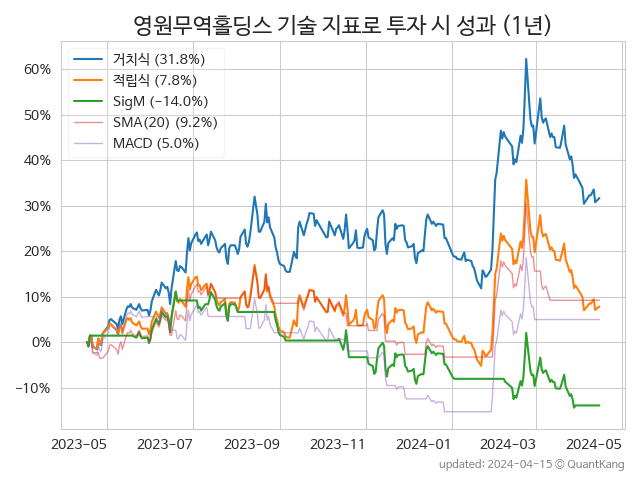 영원무역홀딩스 기술 지표로 투자 시 성과 (1년)
거치식 (31.8%)
적립식 (7.8%)
SigM (−14.0%)
SMA(20) (9.2%)
MACD (5.0%)
60%
50%
40%
30%
20%
10%
0%
−10%
2023-05 2023-07 2023-09 2023-11 2024-01 2024-03 2024-05
updated: 2024-04-15 © QuantKang